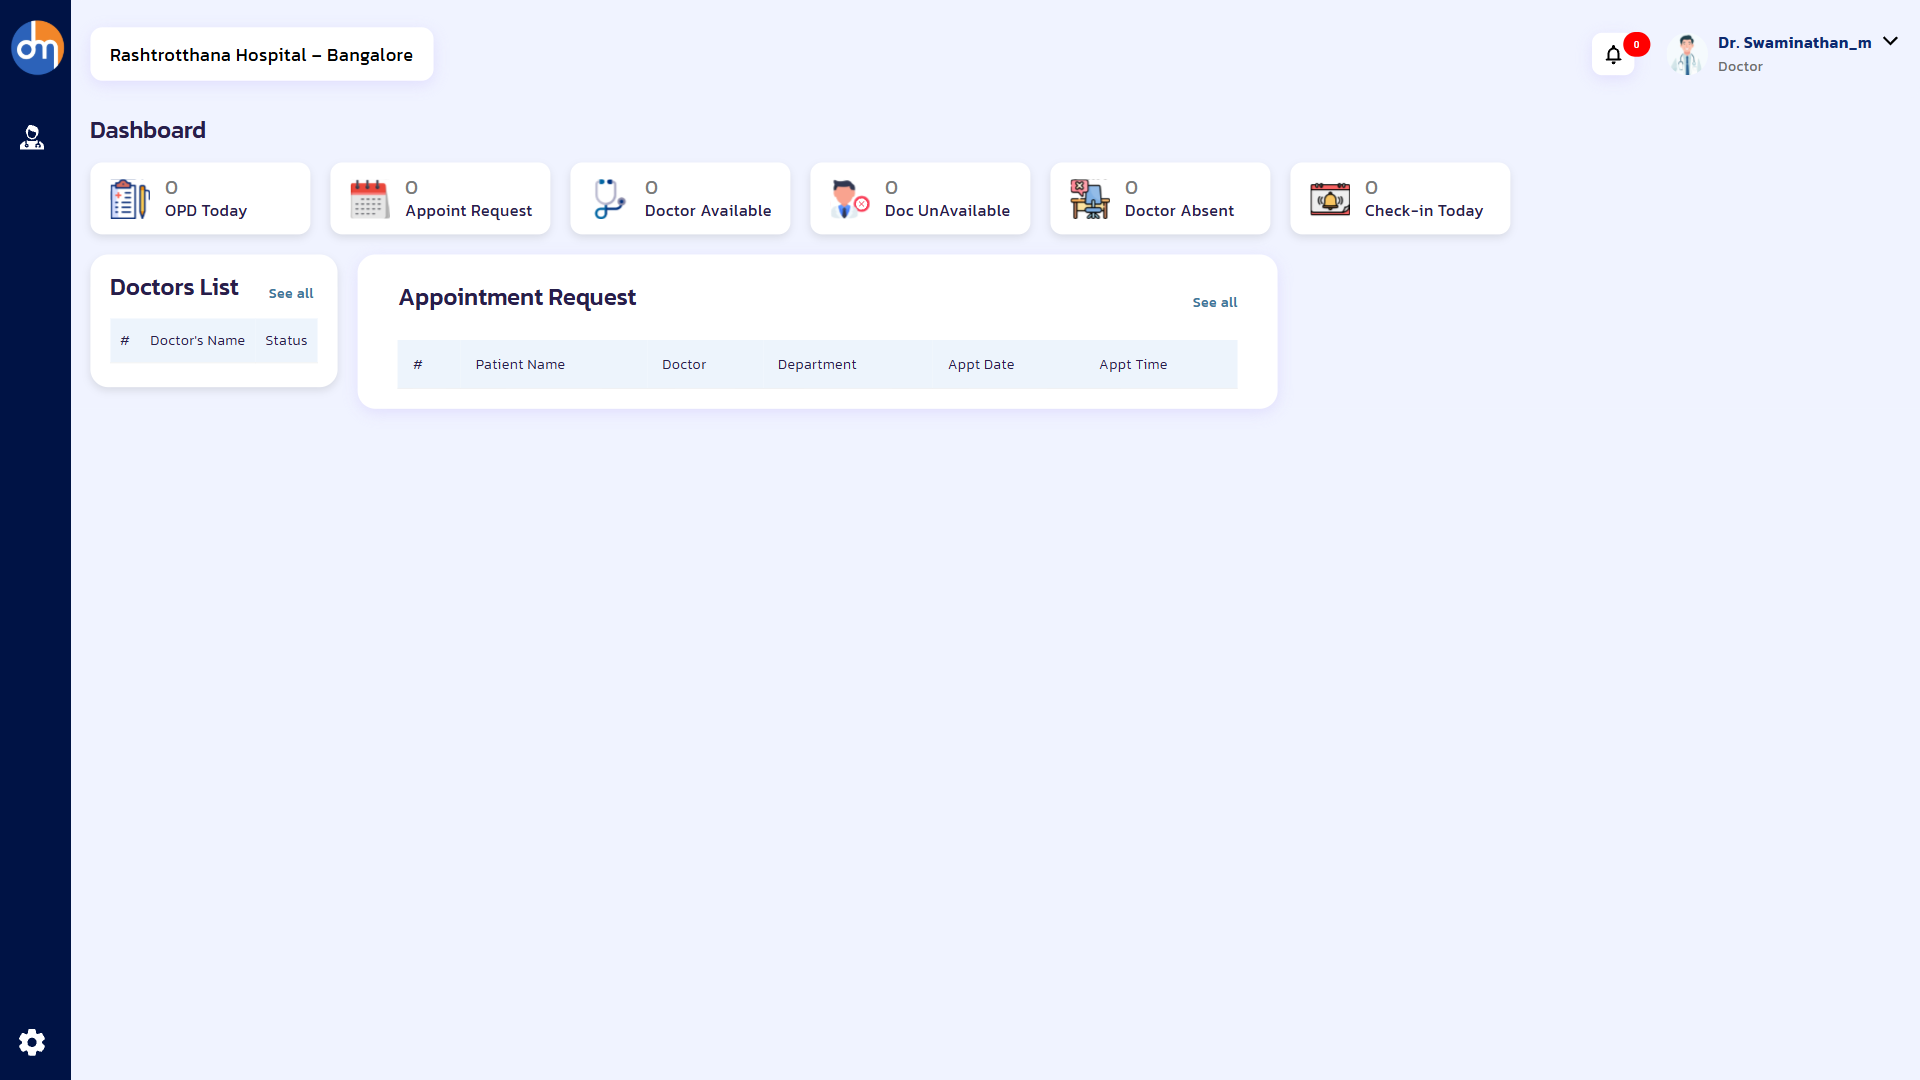 dm
Rashtrotthana Hospital – Bangalore
0
Dr. Swaminathan_m
Doctor
Dashboard
0
OPD Today
0
Appoint Request
0
Doctor Available
0
Doc UnAvailable
0
Doctor Absent
0
Check-in Today
Doctors List
See all
# Doctor's Name Status
Appointment Request
See all
# Patient Name Doctor Department Appt Date Appt Time